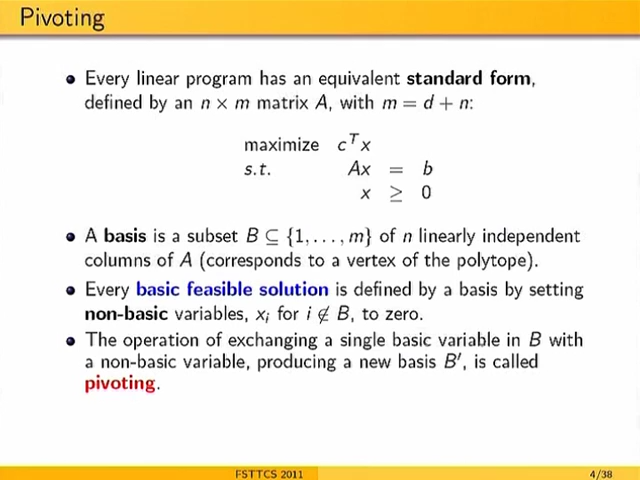 Pivoting
• Every linear program has an equivalent standard form,
defined by an n × m matrix A, with m = d + n:
maximize cᵀx
s.t. Ax = b
x ≥ 0
• A basis is a subset B ⊆ {1, . . . , m} of n linearly independent
columns of A (corresponds to a vertex of the polytope).
• Every basic feasible solution is defined by a basis by setting
non-basic variables, xᵢ for i ∉ B, to zero.
• The operation of exchanging a single basic variable in B with
a non-basic variable, producing a new basis B′, is called
pivoting.
FSTTCS 2011 4/38